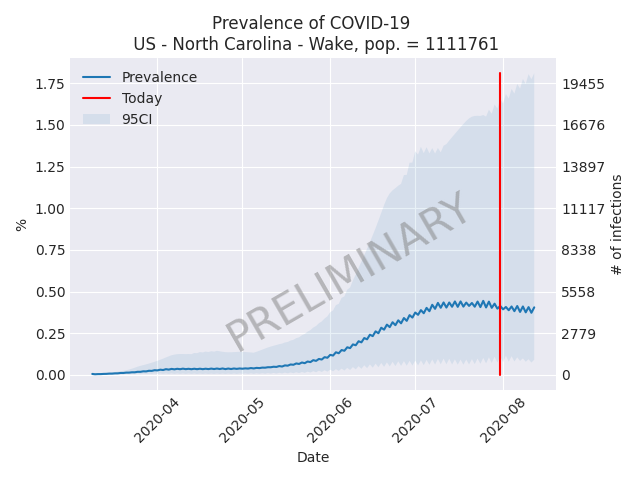 Prevalence of COVID-19
US - North Carolina - Wake, pop. = 1111761
Prevalence
Today
95CI
1.75
1.50
1.25
1.00
0.75
0.50
0.25
0.00
%
19455
16676
13897
11117
8338
5558
2779
0
# of infections
PRELIMINARY
2020-04
2020-05
2020-06
2020-07
2020-08
Date